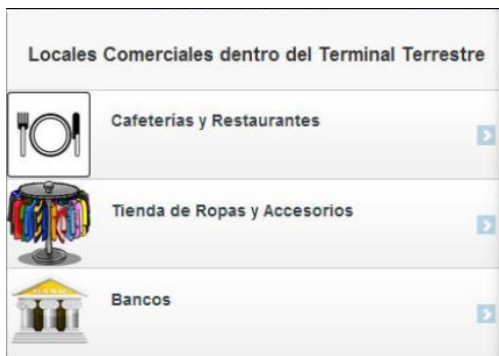 Locales Comerciales dentro del Terminal Terrestre
Cafeterías y Restaurantes
Tienda de Ropas y Accesorios
Bancos